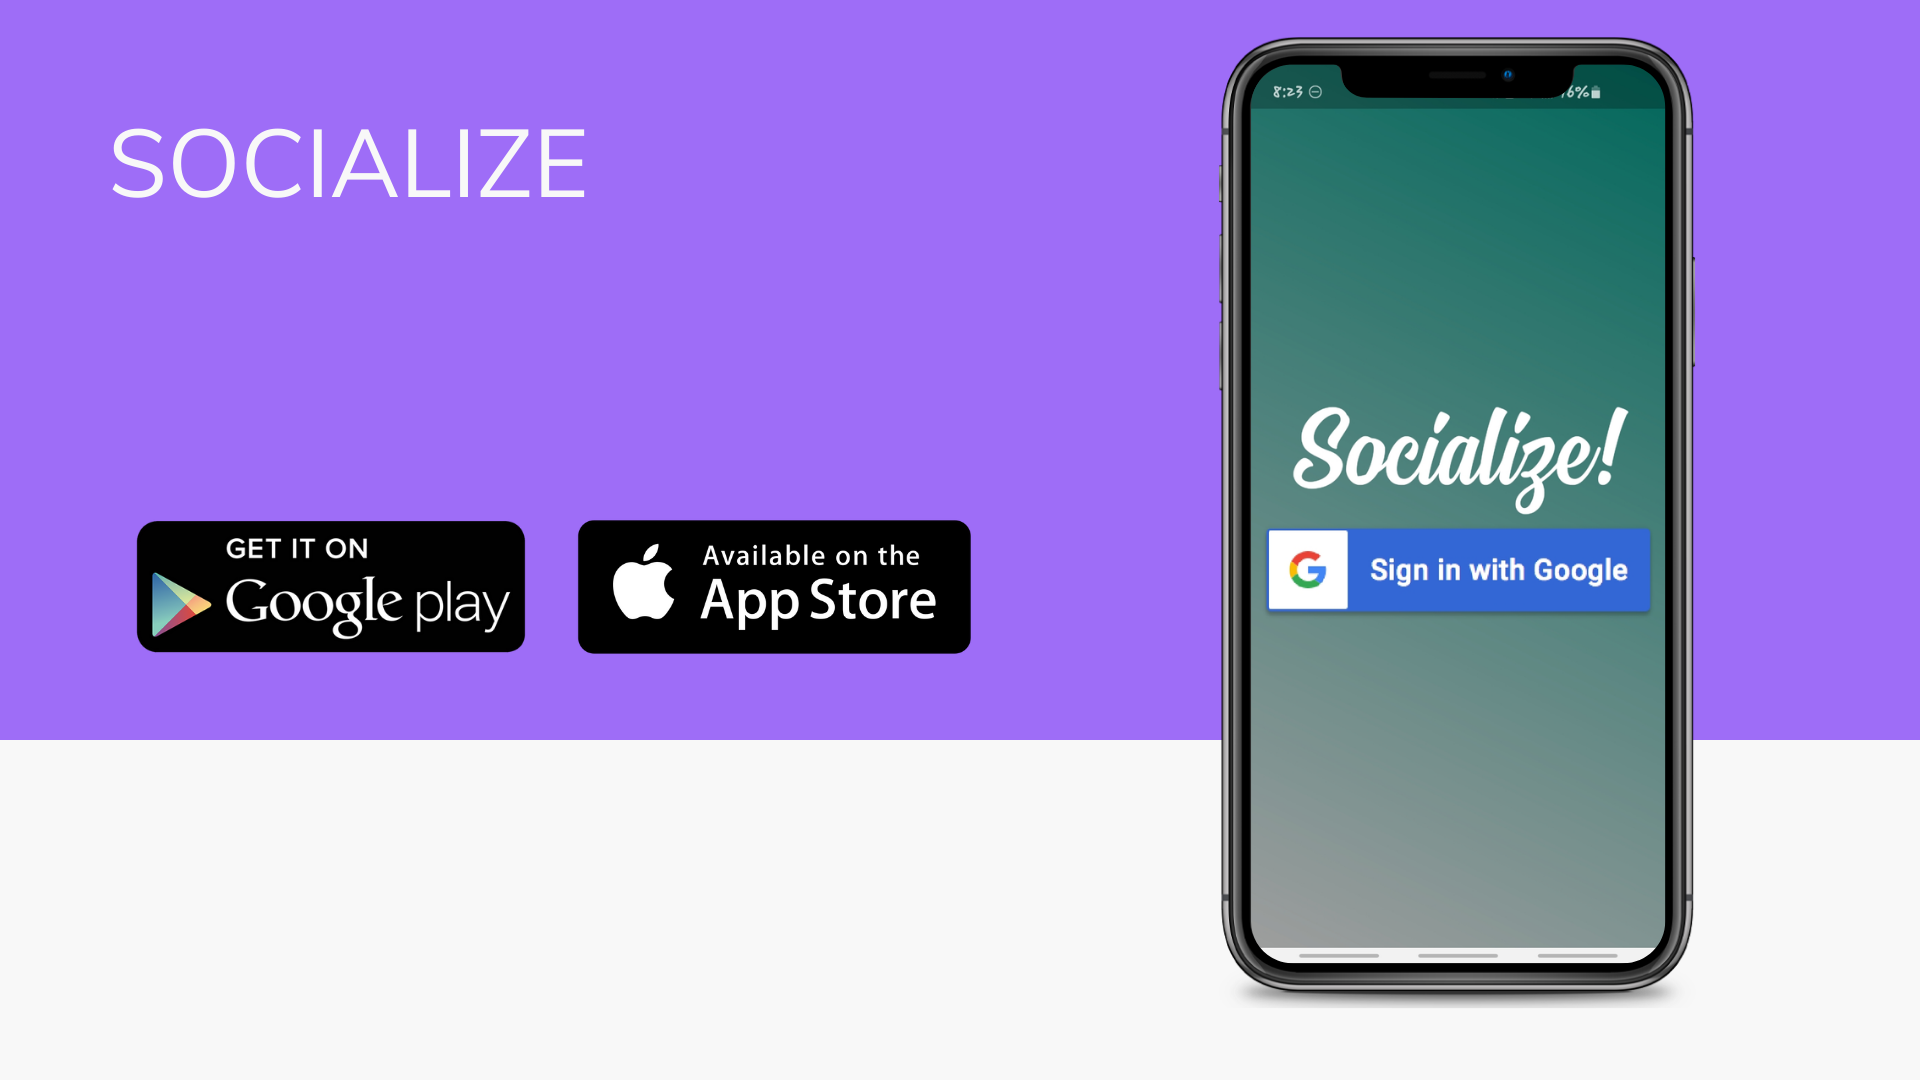 SOCIALIZE
GET IT ON
Google play
Available on the
App Store
8:23
6%
Socialize!
Sign in with Google